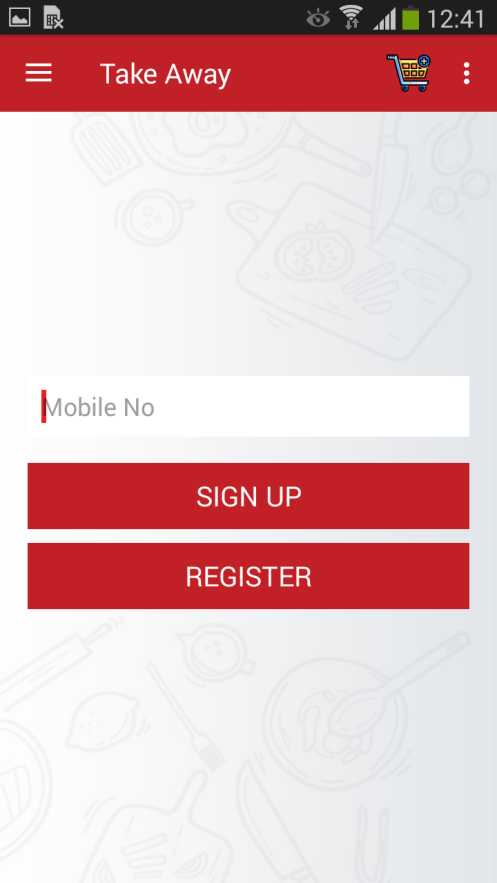 12:41
Take Away
Mobile No
SIGN UP
REGISTER